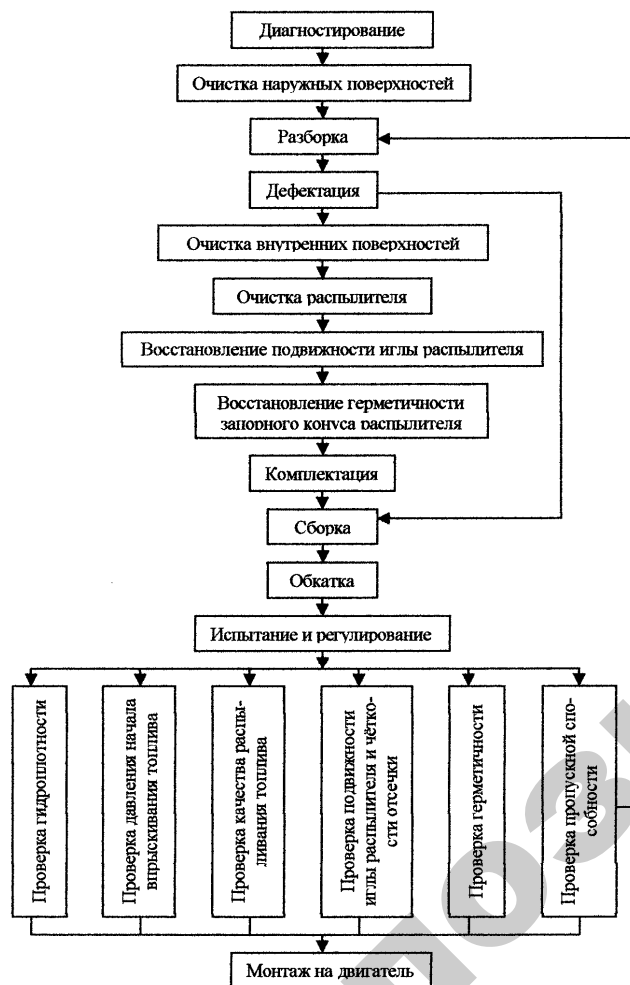 Диагностирование
Очистка наружных поверхностей
Разборка
Дефектация
Очистка внутренних поверхностей
Очистка распылителя
Восстановление подвижности иглы распылителя
Восстановление герметичности
запорного конуса распылителя
Комплектация
Сборка
Обкатка
Испытание и регулирование
Проверка гидроплотности
Проверка давления начала
впрыскивания топлива
Проверка качества распы-
ливания топлива
Проверка подвижности
иглы распылителя и чётко-
сти отсечки
Проверка герметичности
Проверка пропускной спо-
собности
Монтаж на двигатель